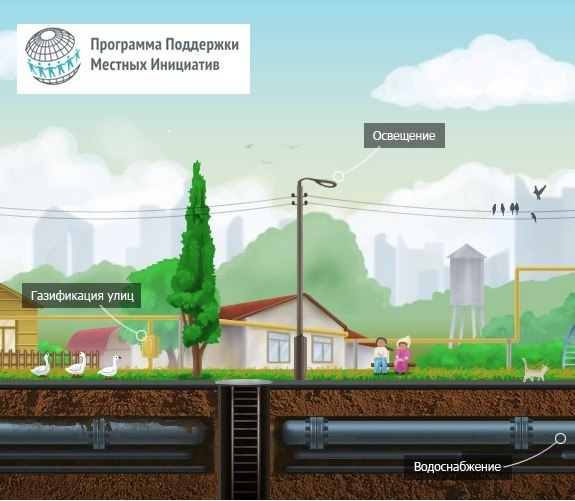 Программа Поддержки
Местных Инициатив
Освещение
Газификация улиц
Водоснабжение